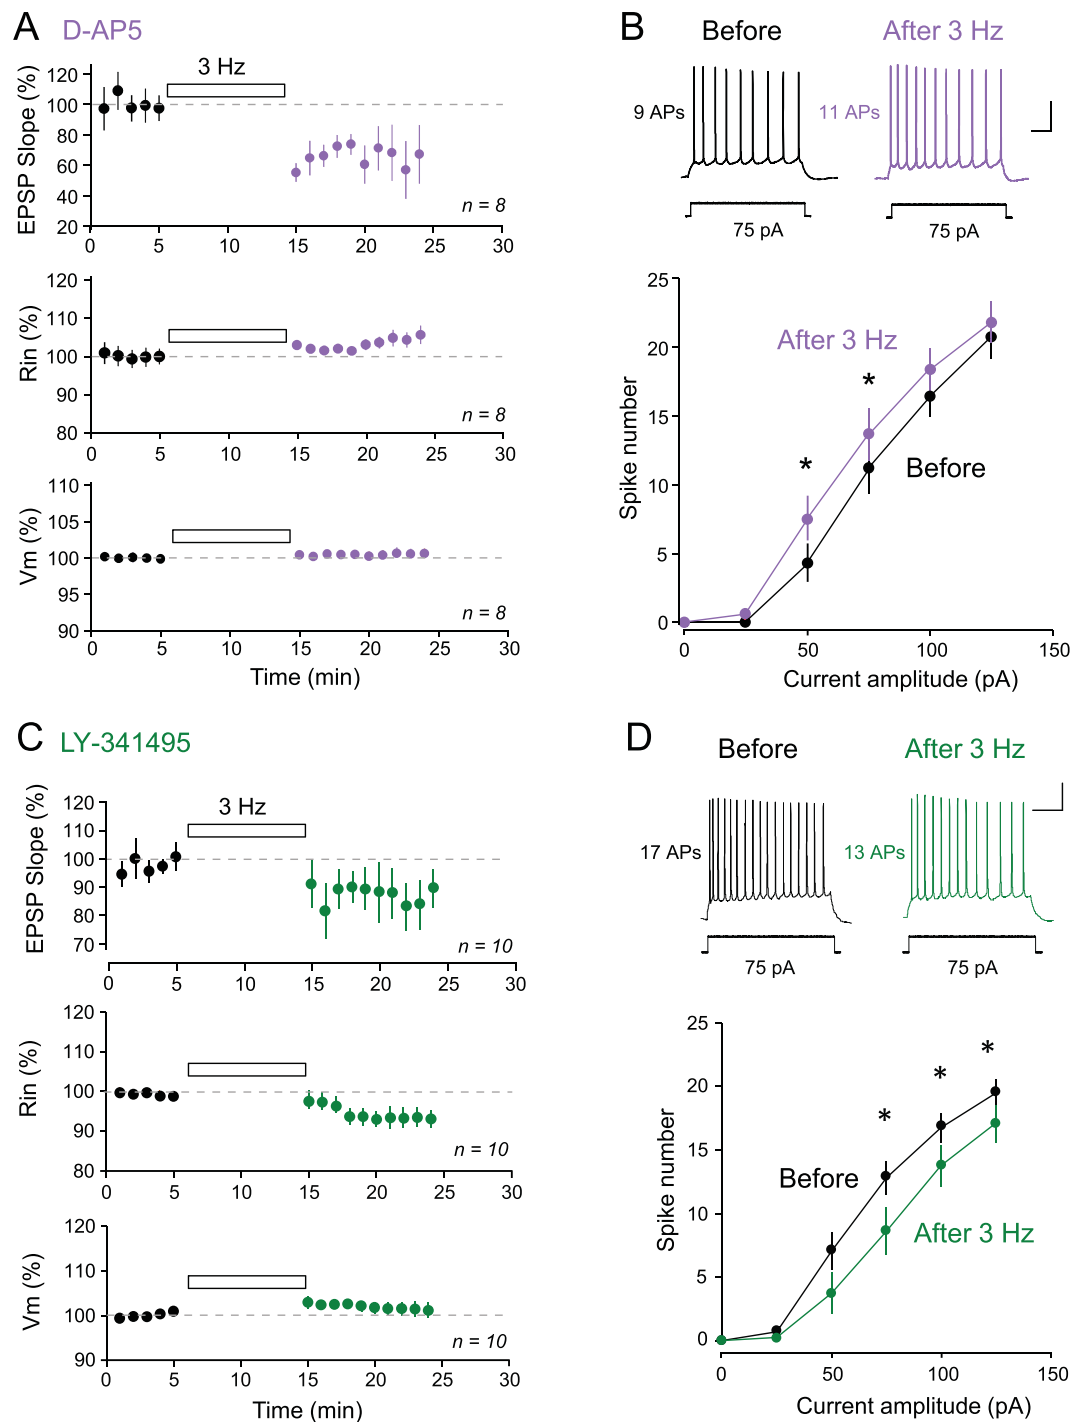 A D-AP5
3 Hz
EPSP Slope (%)
120
100
80
60
40
20
n = 8
0 5 10 15 20 25 30
Rin (%)
120
110
100
90
80
n = 8
0 5 10 15 20 25 30
Vm (%)
110
105
100
95
90
n = 8
0 5 10 15 20 25 30
Time (min)
B
Before After 3 Hz
9 APs 11 APs
75 pA 75 pA
Spike number
25
20
15
10
5
0
After 3 Hz
*
*
Before
0 50 100 150
Current amplitude (pA)
C LY-341495
3 Hz
EPSP Slope (%)
120
110
100
90
80
70
n = 10
0 5 10 15 20 25 30
Rin (%)
120
110
100
90
80
n = 10
0 5 10 15 20 25 30
Vm (%)
120
110
100
90
n = 10
0 5 10 15 20 25 30
Time (min)
D
Before After 3 Hz
17 APs 13 APs
75 pA 75 pA
Spike number
25
20
15
10
5
0
*
*
*
Before
After 3 Hz
0 50 100 150
Current amplitude (pA)